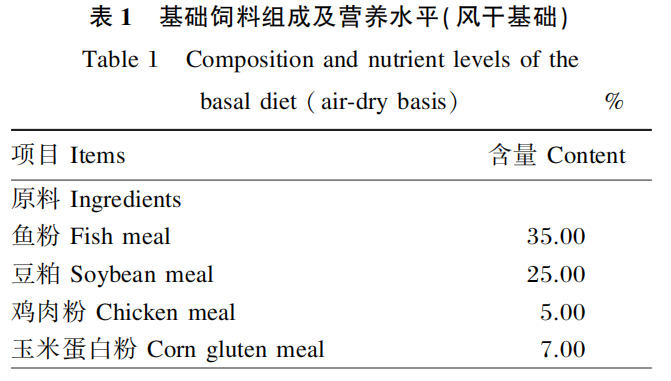 表 1 基础饲料组成及营养水平(风干基础)
Table 1 Composition and nutrient levels of the
basal diet (air-dry basis) %
项目 Items 含量 Content
原料 Ingredients
鱼粉 Fish meal 35.00
豆粕 Soybean meal 25.00
鸡肉粉 Chicken meal 5.00
玉米蛋白粉 Corn gluten meal 7.00